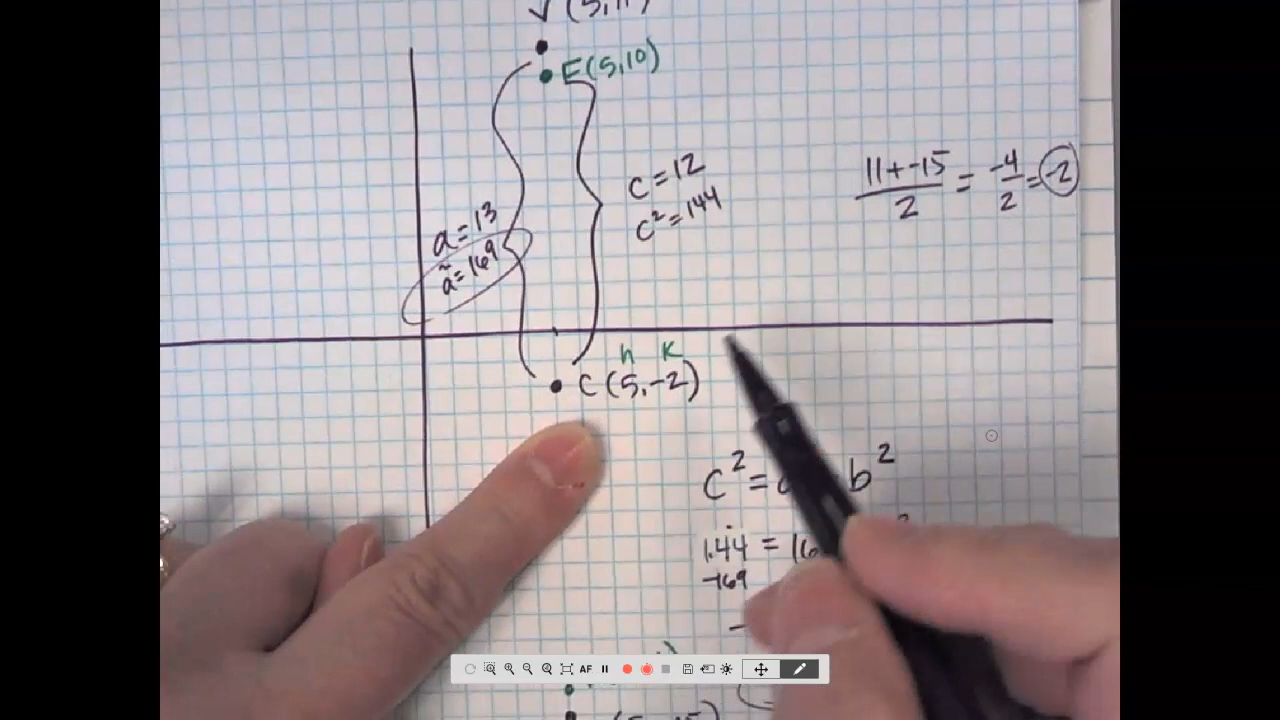 E(5,10)
c=12
c²=144
11+-15/2 = -4/2 = -2
a=13
a²=169
h k
C(5,-2)
c²= b²
144 =
-169
AF